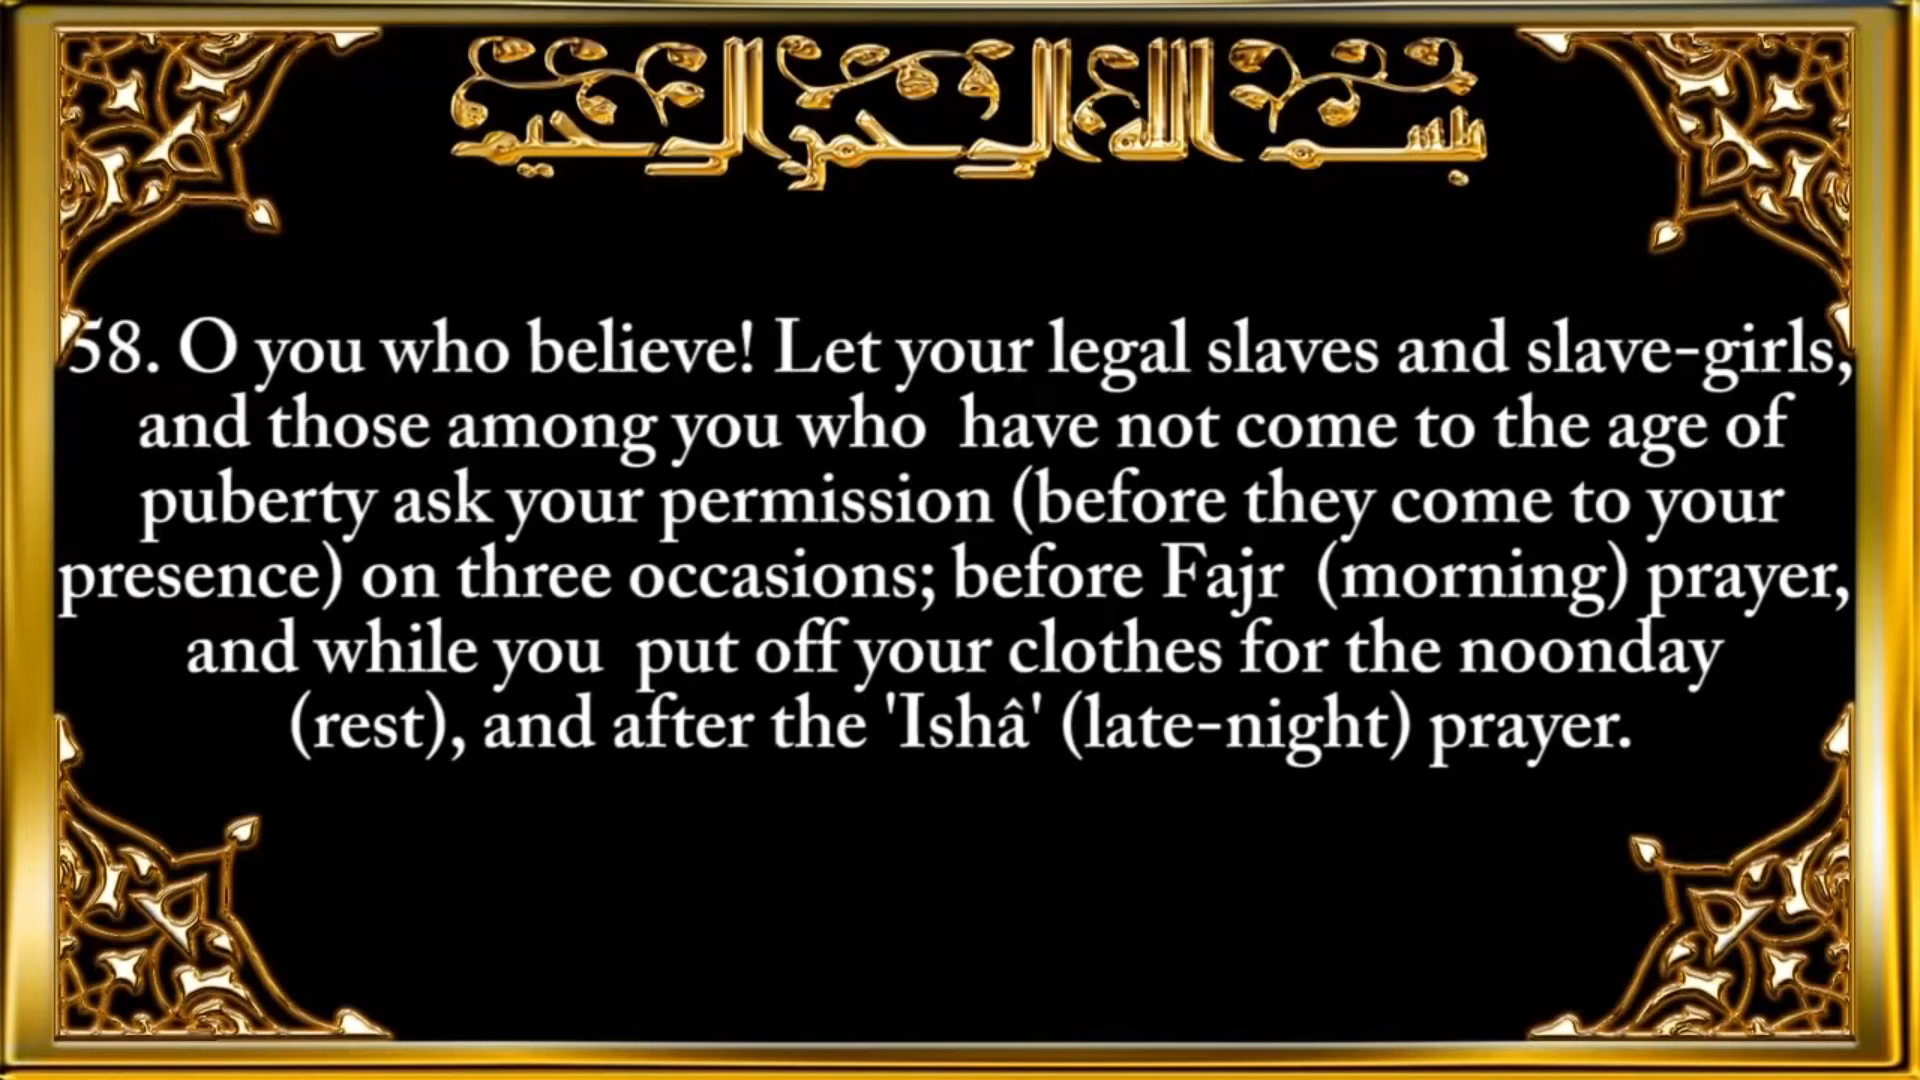 بسم الله الرحمن الرحيم
58. O you who believe! Let your legal slaves and slave-girls,
and those among you who  have not come to the age of
puberty ask your permission (before they come to your
presence) on three occasions; before Fajr  (morning) prayer,
and while you  put off your clothes for the noonday
(rest), and after the 'Ishâ' (late-night) prayer.